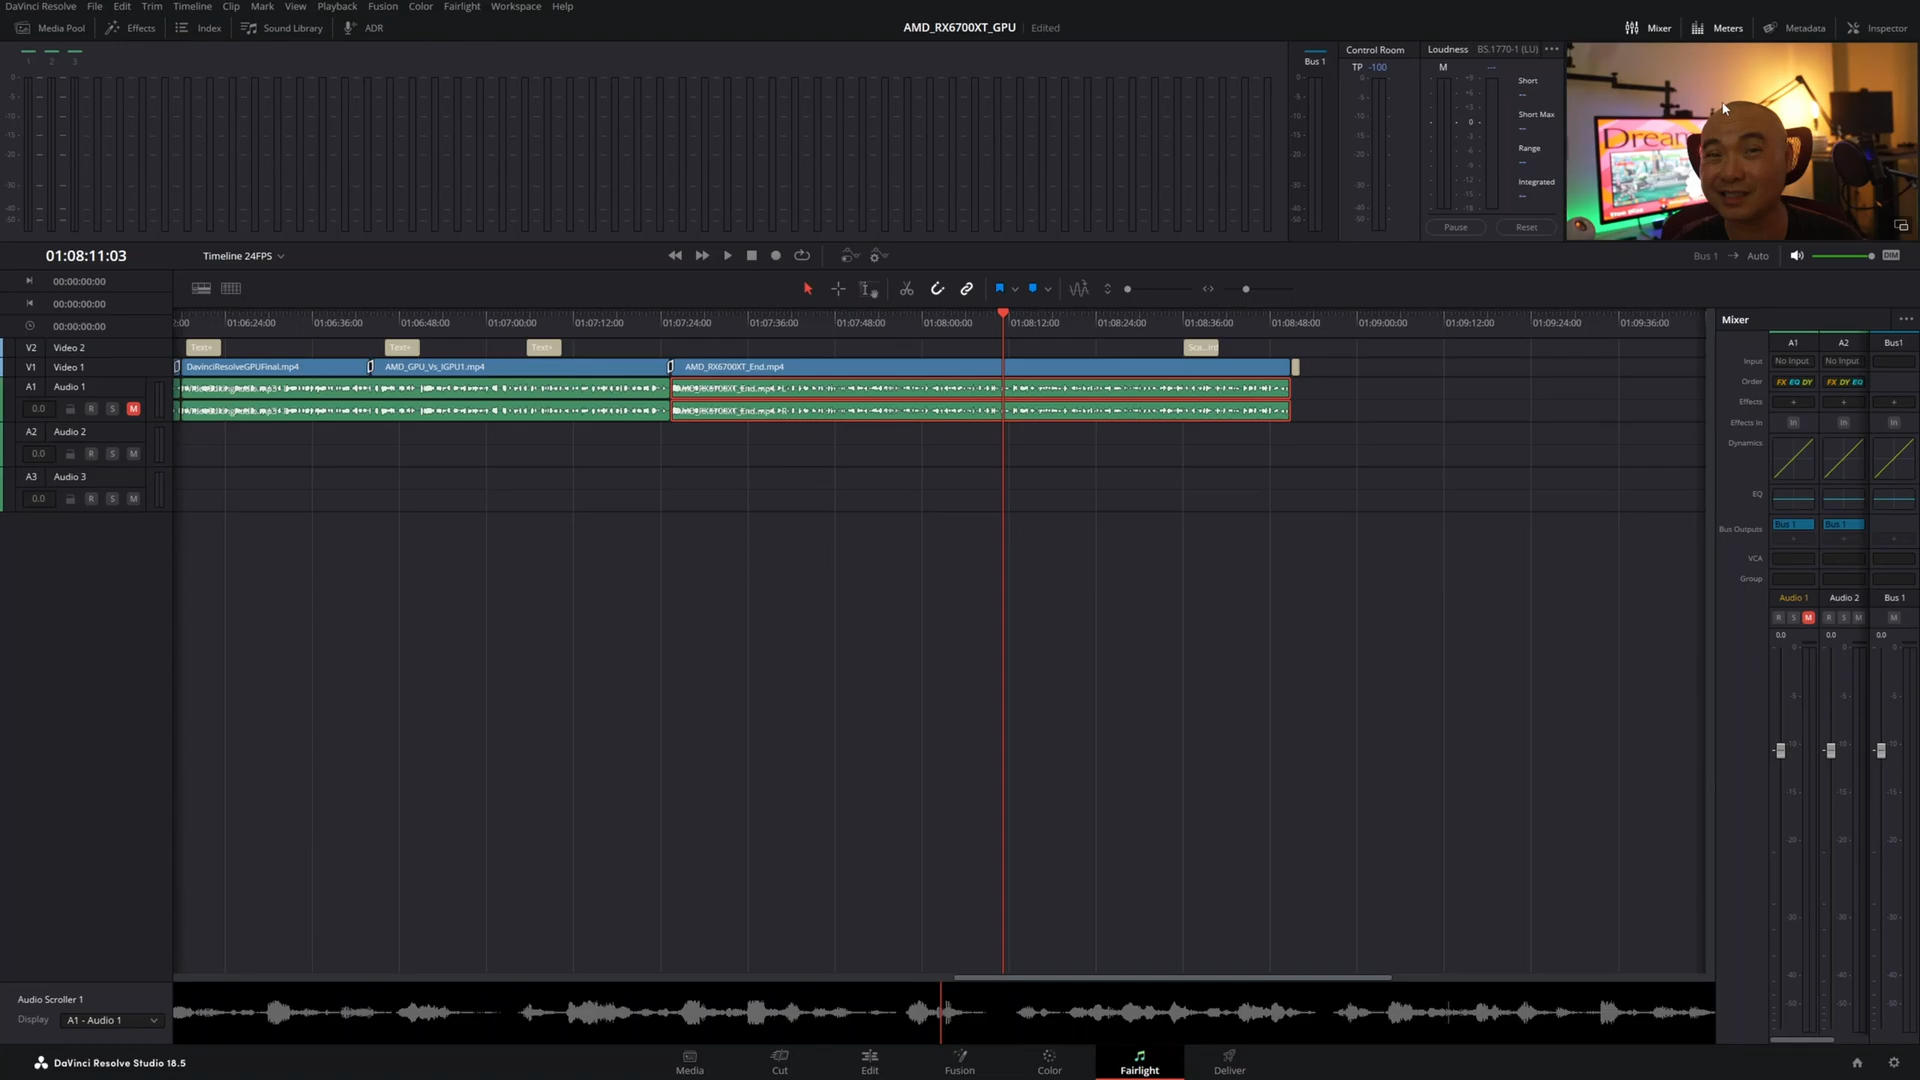 DaVinci Resolve File Edit Trim Timeline Clip Mark View Playback Fusion Color Fairlight Workspace Help
Media Pool Effects Index Sound Library ADR AMD_RX6700XT_GPU Edited Mixer Meters Metadata Inspector
1 2 3
Bus 1 Control Room Loudness BS.1770-1 (LU)
TP -100 M --
Short
--
Short Max
--
Range
--
Integrated
--
Pause Reset
Dream
01:08:11:03 Timeline 24FPS Bus 1 Auto DIM
00:00:00:00
00:00:00:00
00:00:00:00
2:00 01:06:24:00 01:06:36:00 01:06:48:00 01:07:00:00 01:07:12:00 01:07:24:00 01:07:36:00 01:07:48:00 01:08:00:00 01:08:12:00 01:08:24:00 01:08:36:00 01:08:48:00 01:09:00:00 01:09:12:00 01:09:24:00 01:09:36:00
V2 Video 2 Text+ Text+ Text+
V1 Video 1 DavinciResolveGPUFinal.mp4 AMD_GPU_Vs_IGPU1.mp4 AMD_RX6700XT_End.mp4
A1 Audio 1 AMD_RX6700XT_End.mp4
0.0 R S M AMD_RX6700XT_End.mp4
A2 Audio 2
0.0 R S M
A3 Audio 3
0.0 R S M
Mixer
A1 A2 Bus1
Input No Input No Input
Order FX EQ DY FX DY EQ
Effects + + +
Effects In In In In
Dynamics
EQ
Bus Outputs Bus 1 Bus 1
VCA
Group
Audio 1 Audio 2 Bus 1
R S M R S M M
0.0 0.0 0.0
Audio Scroller 1
Display A1 - Audio 1
DaVinci Resolve Studio 18.5 Media Cut Edit Fusion Color Fairlight Deliver